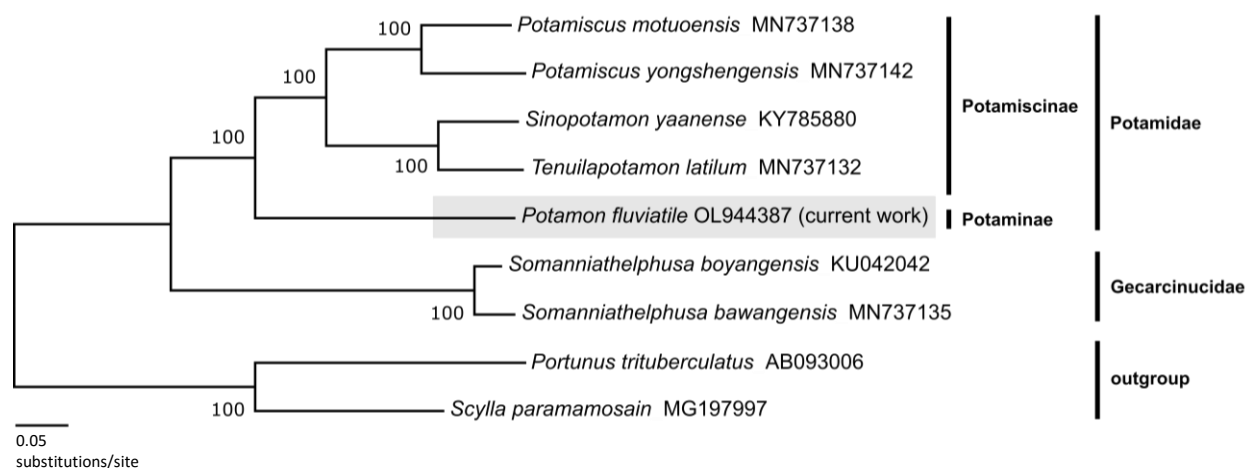 100
Potamiscus motuoensis MN737138
100
Potamiscus yongshengensis MN737142
Potamiscinae
Potamidae
100
Sinopotamon yaanense KY785880
100
Tenuilapotamon latilum MN737132
Potamon fluviatile OL944387 (current work)
Potaminae
Somanniathelphusa boyangensis KU042042
Gecarcinucidae
100
Somanniathelphusa bawangensis MN737135
Portunus trituberculatus AB093006
outgroup
100
Scylla paramamosain MG197997
0.05
substitutions/site